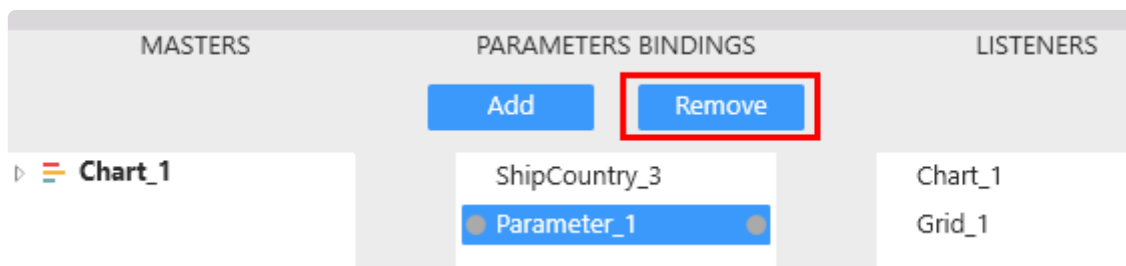 MASTERS PARAMETERS BINDINGS LISTENERS
Add Remove
Chart_1 ShipCountry_3 Chart_1
Parameter_1 Grid_1